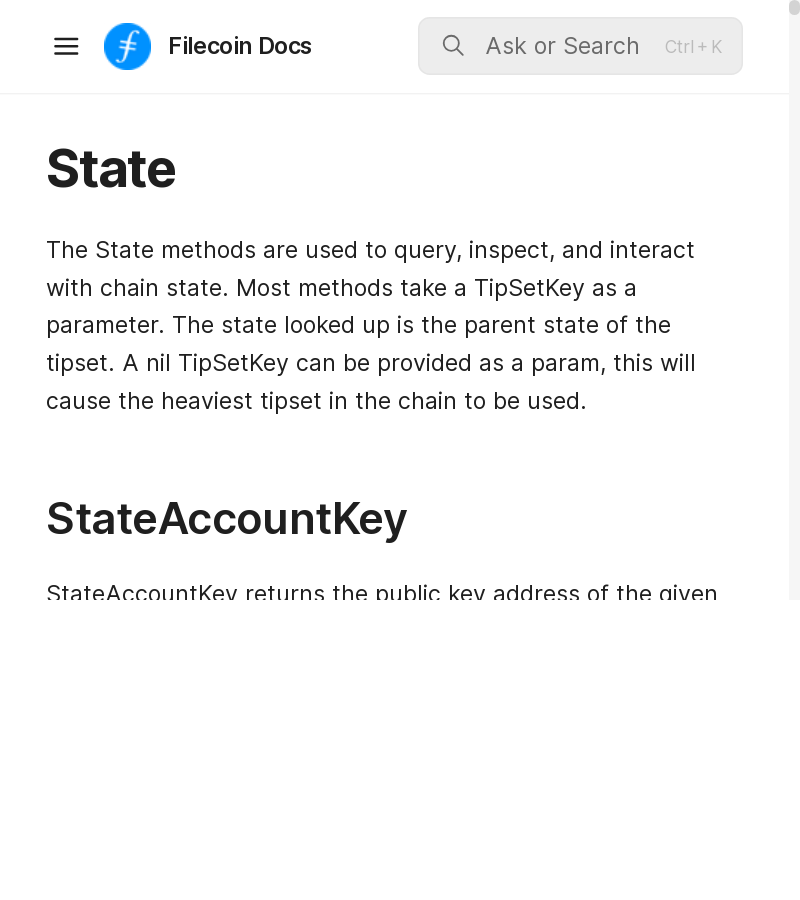 Filecoin Docs
Ask or Search
Ctrl + K
State
The State methods are used to query, inspect, and interact
with chain state. Most methods take a TipSetKey as a
parameter. The state looked up is the parent state of the
tipset. A nil TipSetKey can be provided as a param, this will
cause the heaviest tipset in the chain to be used.
StateAccountKey
StateAccountKey returns the public key address of the given